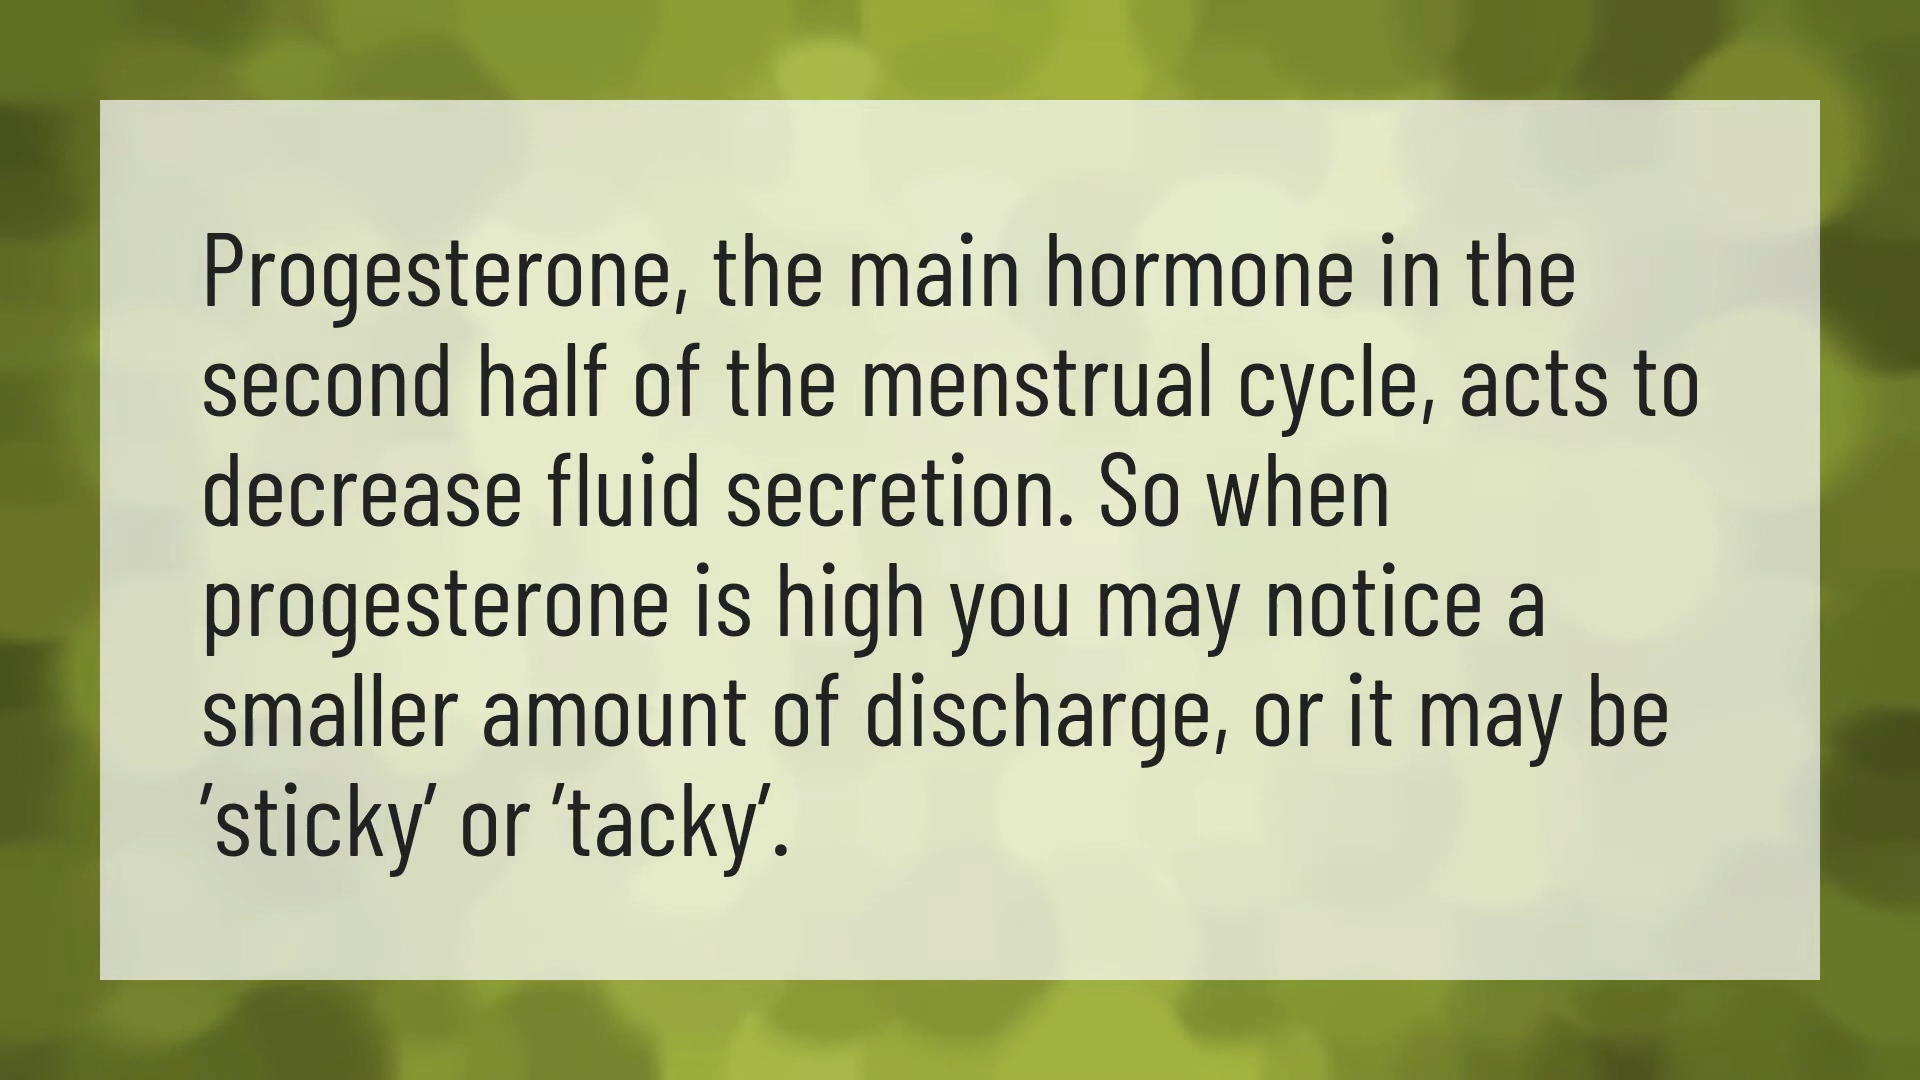 Progesterone, the main hormone in the
second half of the menstrual cycle, acts to
decrease fluid secretion. So when
progesterone is high you may notice a
smaller amount of discharge, or it may be
’sticky’ or ’tacky’.